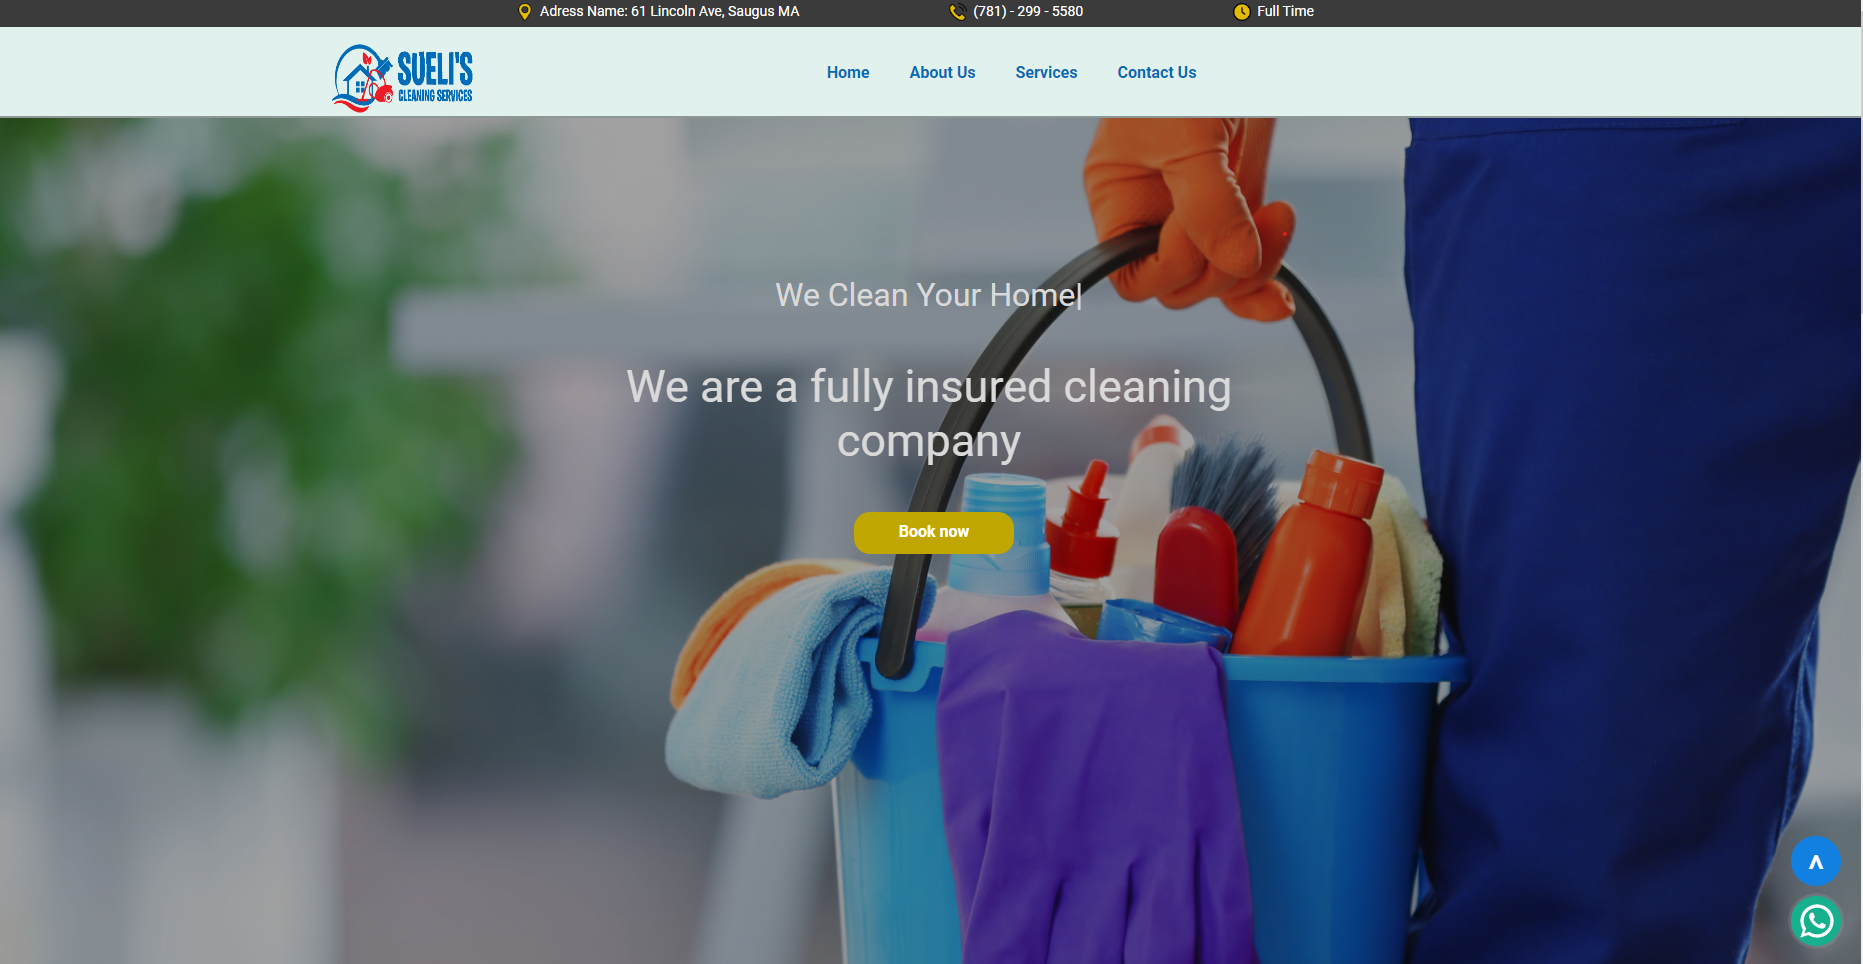 Adress Name: 61 Lincoln Ave, Saugus MA
(781) - 299 - 5580
Full Time
SUELI'S
CLEANING SERVICES
Home
About Us
Services
Contact Us
We Clean Your Home|
We are a fully insured cleaning
company
Book now